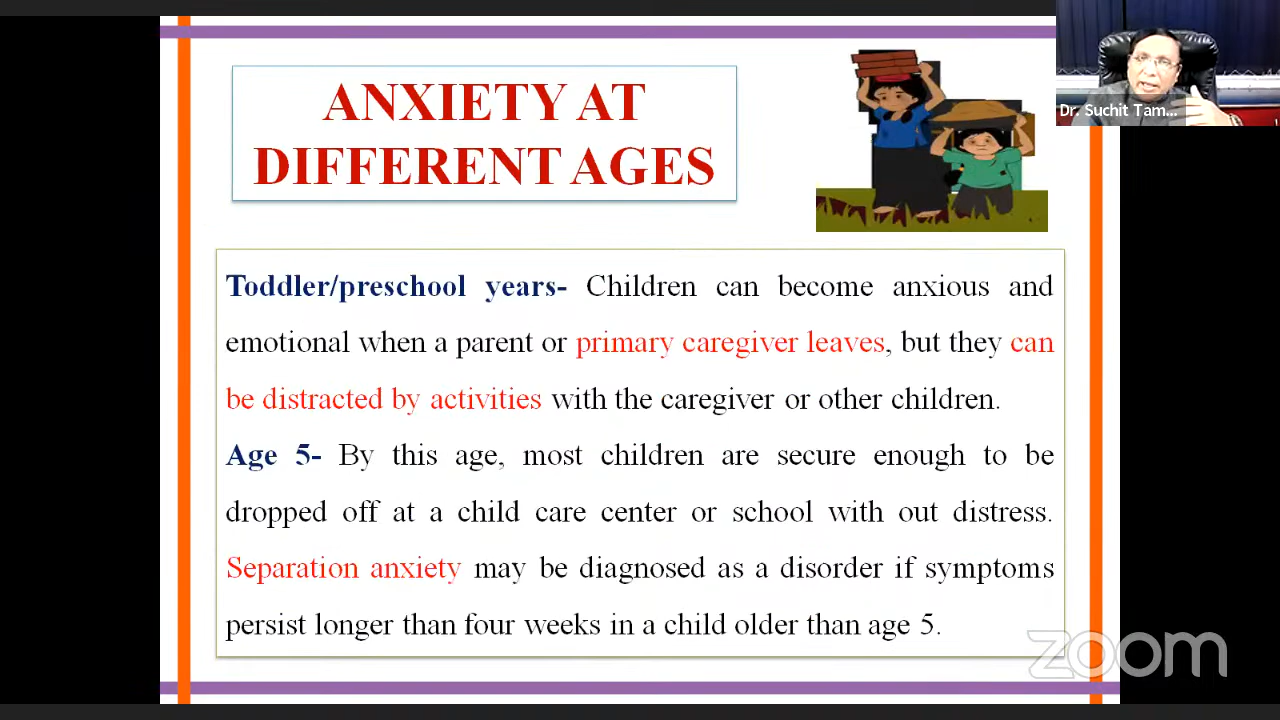 ANXIETY AT
DIFFERENT AGES
Dr. Suchit Tam...
Toddler/preschool years- Children can become anxious and
emotional when a parent or primary caregiver leaves, but they can
be distracted by activities with the caregiver or other children.
Age 5- By this age, most children are secure enough to be
dropped off at a child care center or school with out distress.
Separation anxiety may be diagnosed as a disorder if symptoms
persist longer than four weeks in a child older than age 5.
zoom